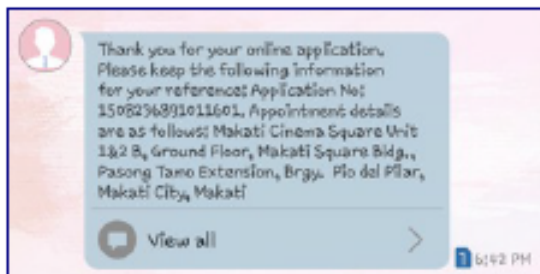 Thank you for your online application.
Please keep the following information
for your reference: Application No:
1508296891011601. Appointment details
are as follows: Makati Cinema Square Unit
1&2 B, Ground Floor, Makati Square Bldg.,
Pasong Tamo Extension, Brgy. Pio del Pilar,
Makati City, Makati
View all
1 6:42 PM